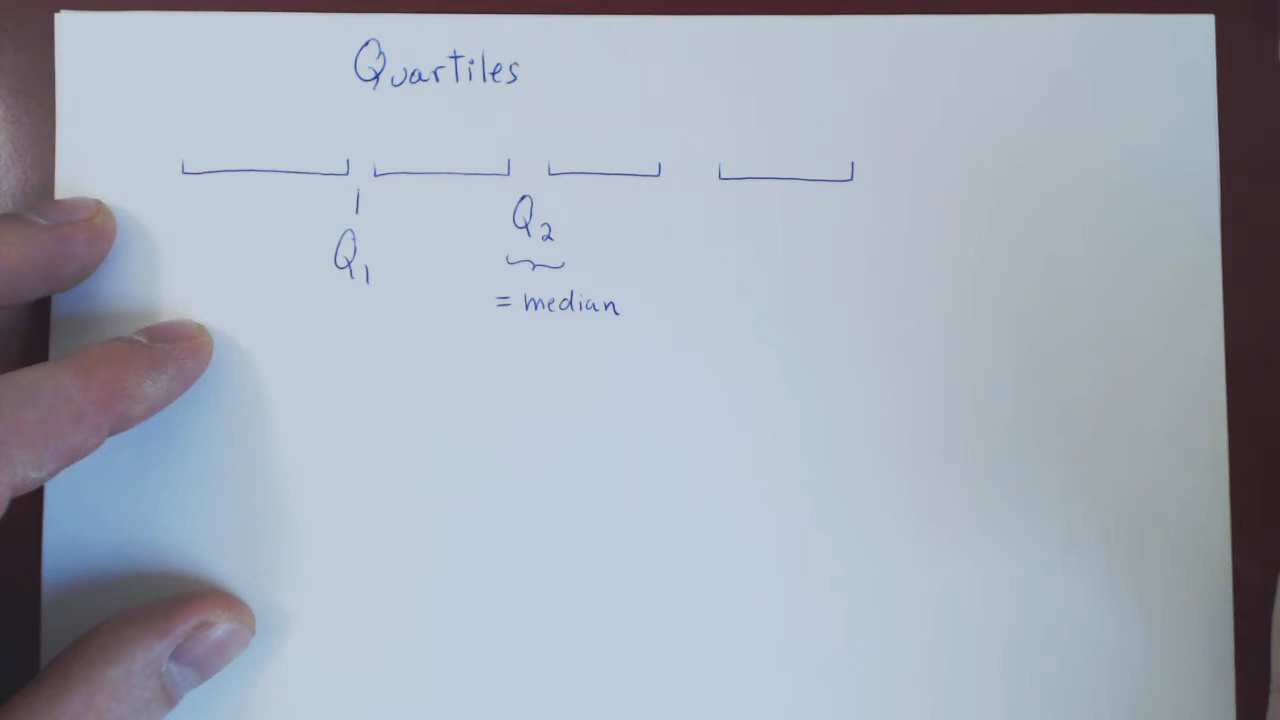 Quartiles
Q₂
Q₁
= median